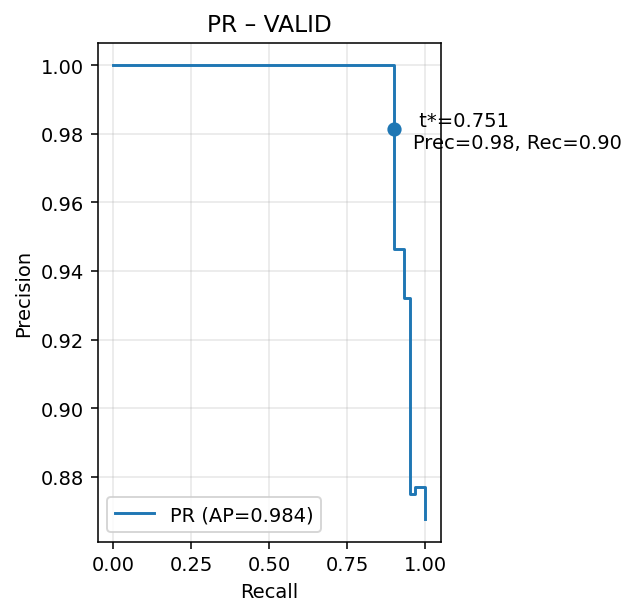 PR – VALID
1.00
0.98
0.96
0.94
0.92
0.90
0.88
Precision
t*=0.751
Prec=0.98, Rec=0.90
PR (AP=0.984)
0.00 0.25 0.50 0.75 1.00
Recall